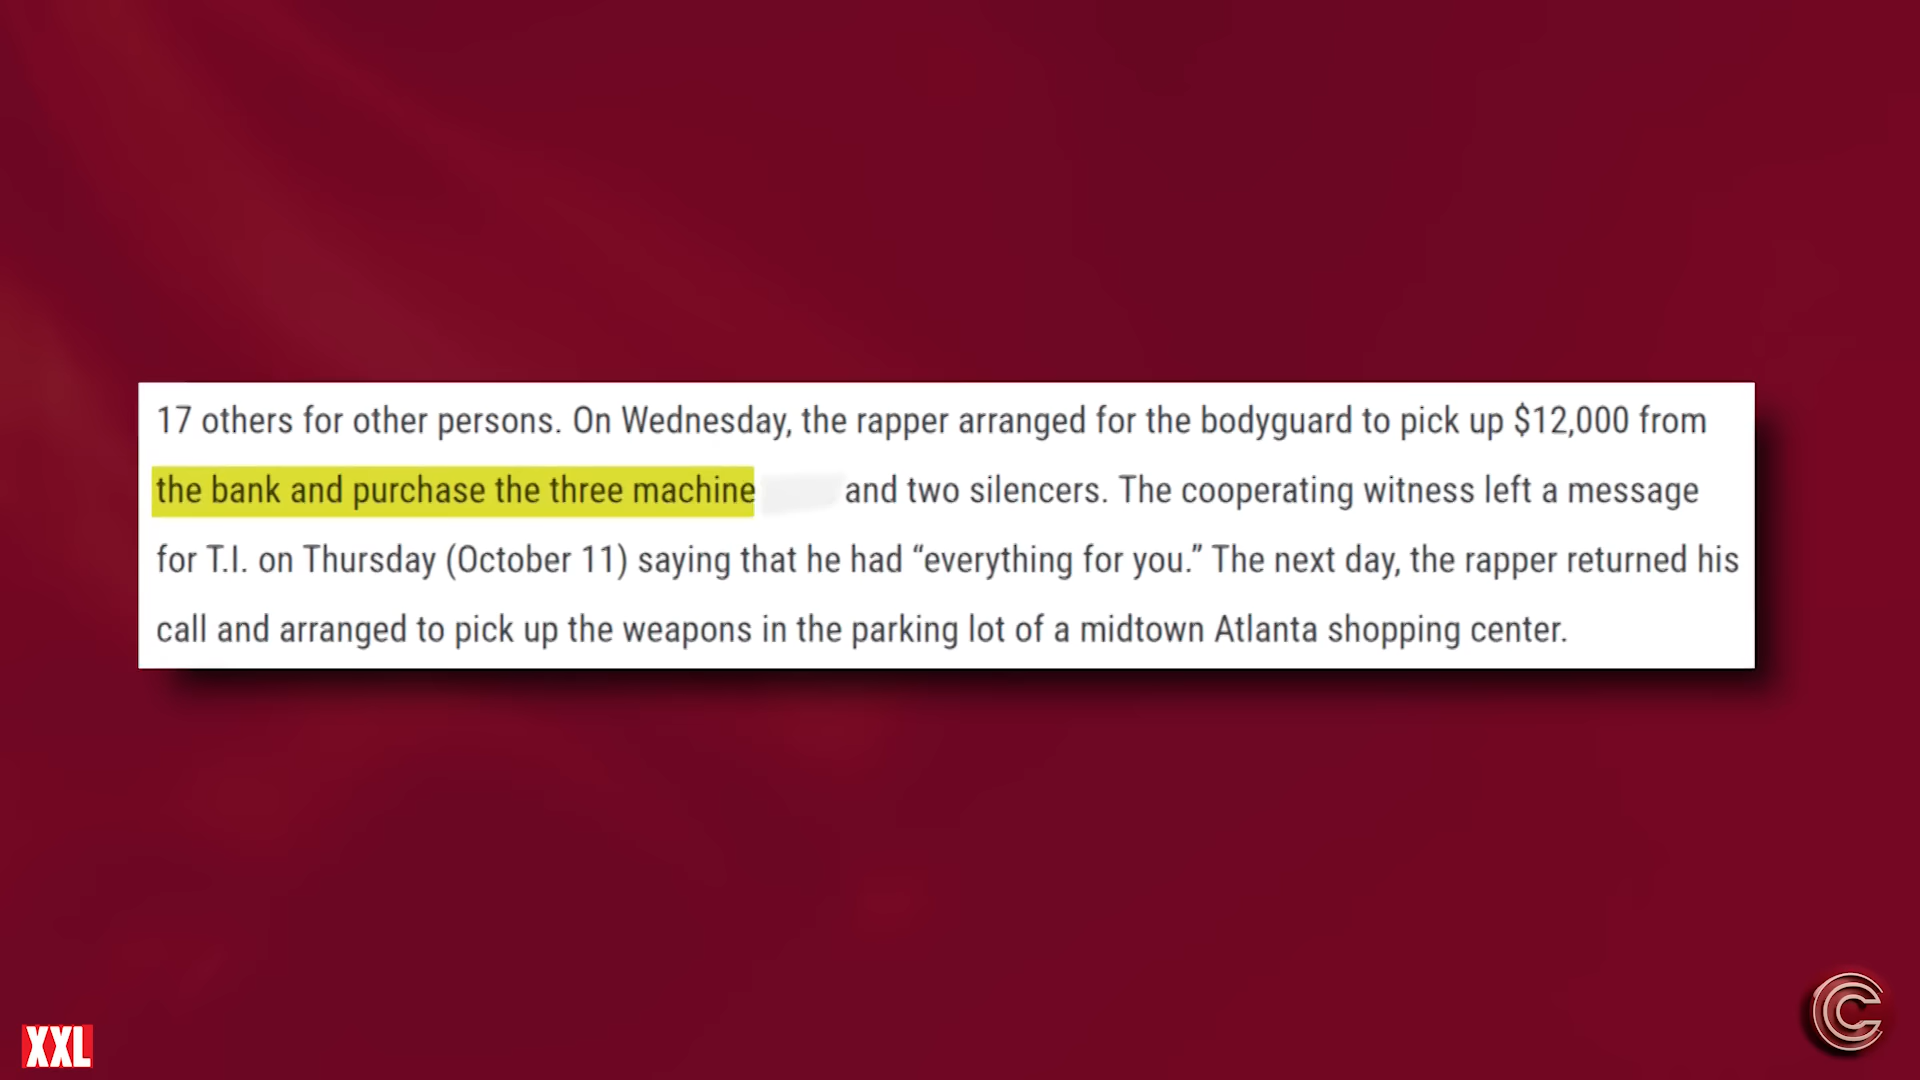 17 others for other persons. On Wednesday, the rapper arranged for the bodyguard to pick up $12,000 from
the bank and purchase the three machine and two silencers. The cooperating witness left a message
for T.I. on Thursday (October 11) saying that he had “everything for you.” The next day, the rapper returned his
call and arranged to pick up the weapons in the parking lot of a midtown Atlanta shopping center.
XXL
C